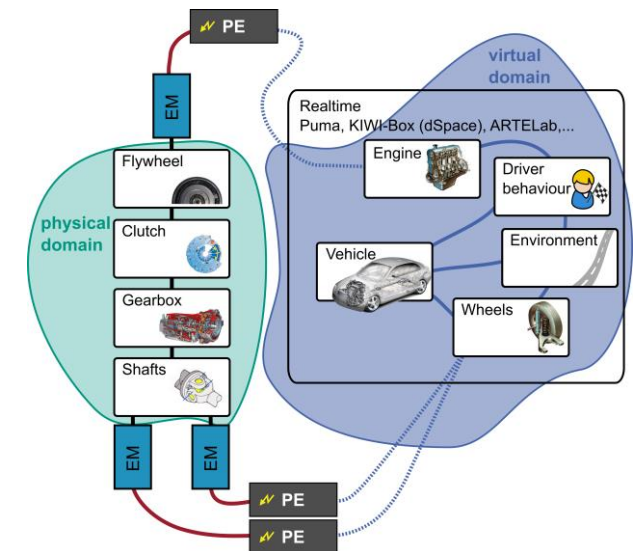 PE
virtual
domain
EM
Realtime
Puma, KIWI-Box (dSpace), ARTELab,...
Flywheel
Engine
Driver
behaviour
physical
domain
Clutch
Environment
Vehicle
Gearbox
Wheels
Shafts
EM
EM
PE
PE